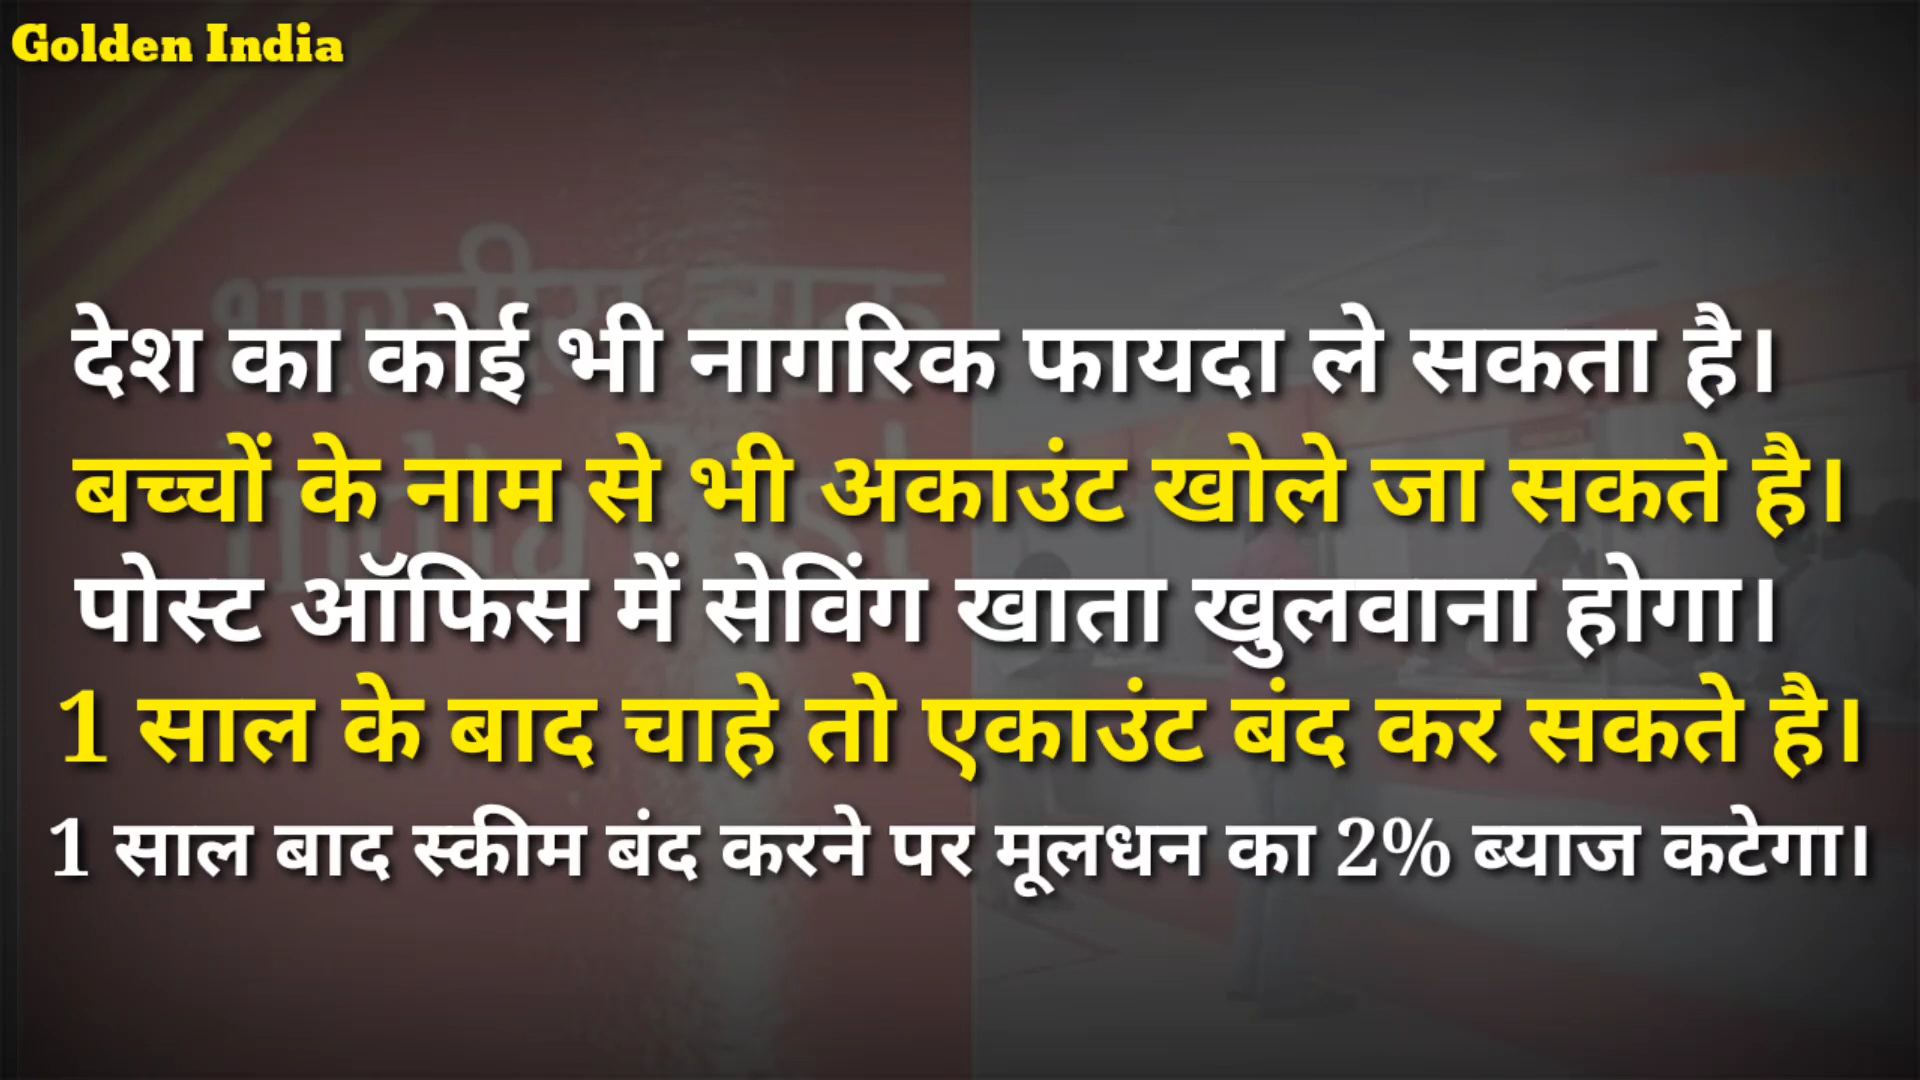 Golden India
भारतीय डाक
देश का कोई भी नागरिक फायदा ले सकता है।
बच्चों के नाम से भी अकाउंट खोले जा सकते है।
पोस्ट ऑफिस में सेविंग खाता खुलवाना होगा।
1 साल के बाद चाहे तो एकाउंट बंद कर सकते है।
1 साल बाद स्कीम बंद करने पर मूलधन का 2% ब्याज कटेगा।